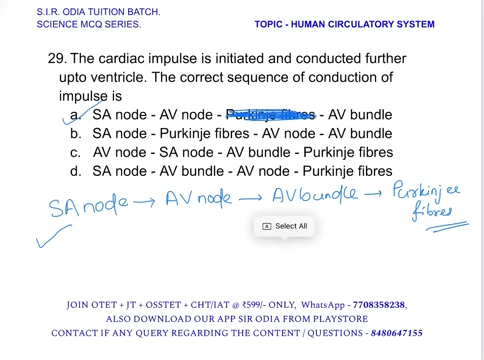 S.I.R. ODIA TUITION BATCH.
SCIENCE MCQ SERIES.
TOPIC - HUMAN CIRCULATORY SYSTEM
29. The cardiac impulse is initiated and conducted further
upto ventricle. The correct sequence of conduction of
impulse is
a. SA node - AV node - Purkinje fibres - AV bundle
b. SA node - Purkinje fibres - AV node - AV bundle
c. AV node - SA node - AV bundle - Purkinje fibres
d. SA node - AV bundle - AV node - Purkinje fibres
SA node → AV node → AV bundle → Purkinjee
fibres
Select All
JOIN OTET + JT + OSSTET + CHT/IAT @ ₹599/- ONLY, WhatsApp - 7708358238,
ALSO DOWNLOAD OUR APP SIR ODIA FROM PLAYSTORE
CONTACT IF ANY QUERY REGARDING THE CONTENT / QUESTIONS - 8480647155